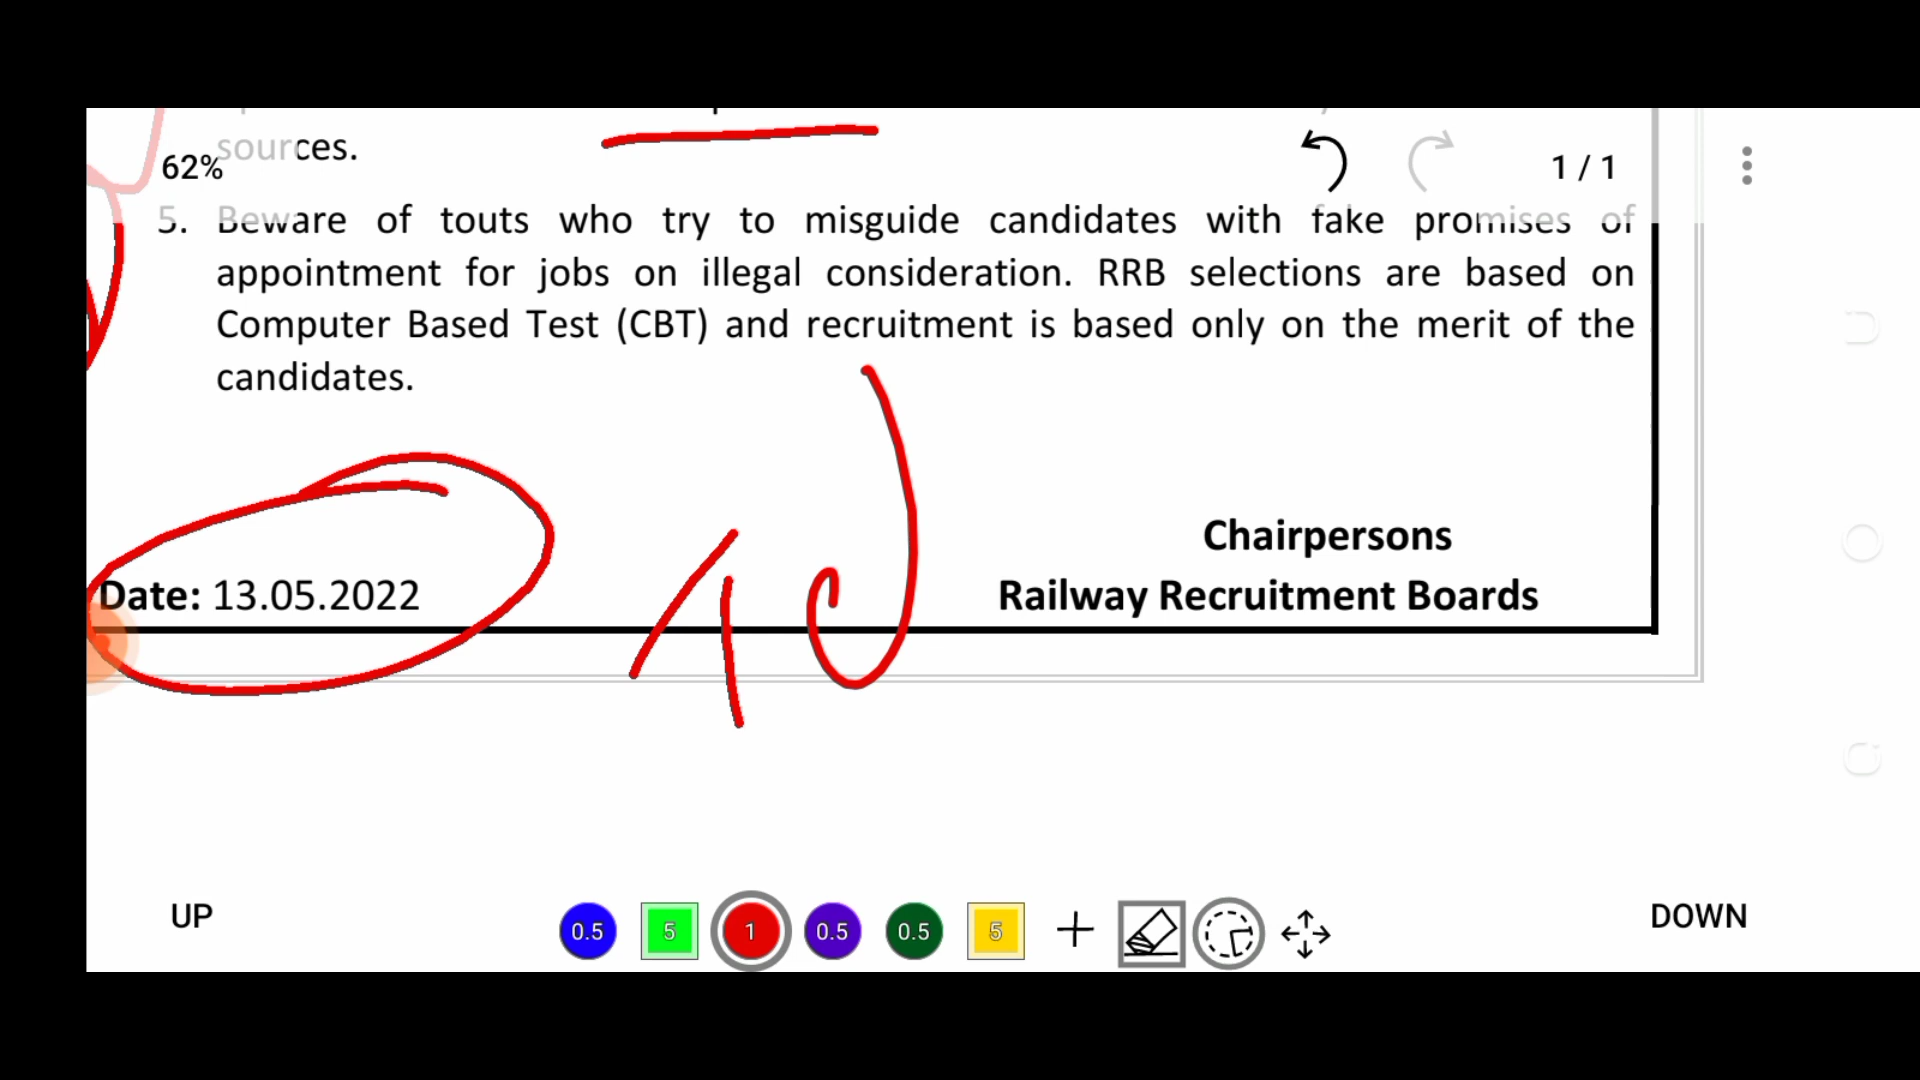 sources.
62%
1 / 1
5. Beware of touts who try to misguide candidates with fake promises of
appointment for jobs on illegal consideration. RRB selections are based on
Computer Based Test (CBT) and recruitment is based only on the merit of the
candidates.
Chairpersons
Date: 13.05.2022
Railway Recruitment Boards
UP
0.5 5 1 0.5 0.5 5
DOWN